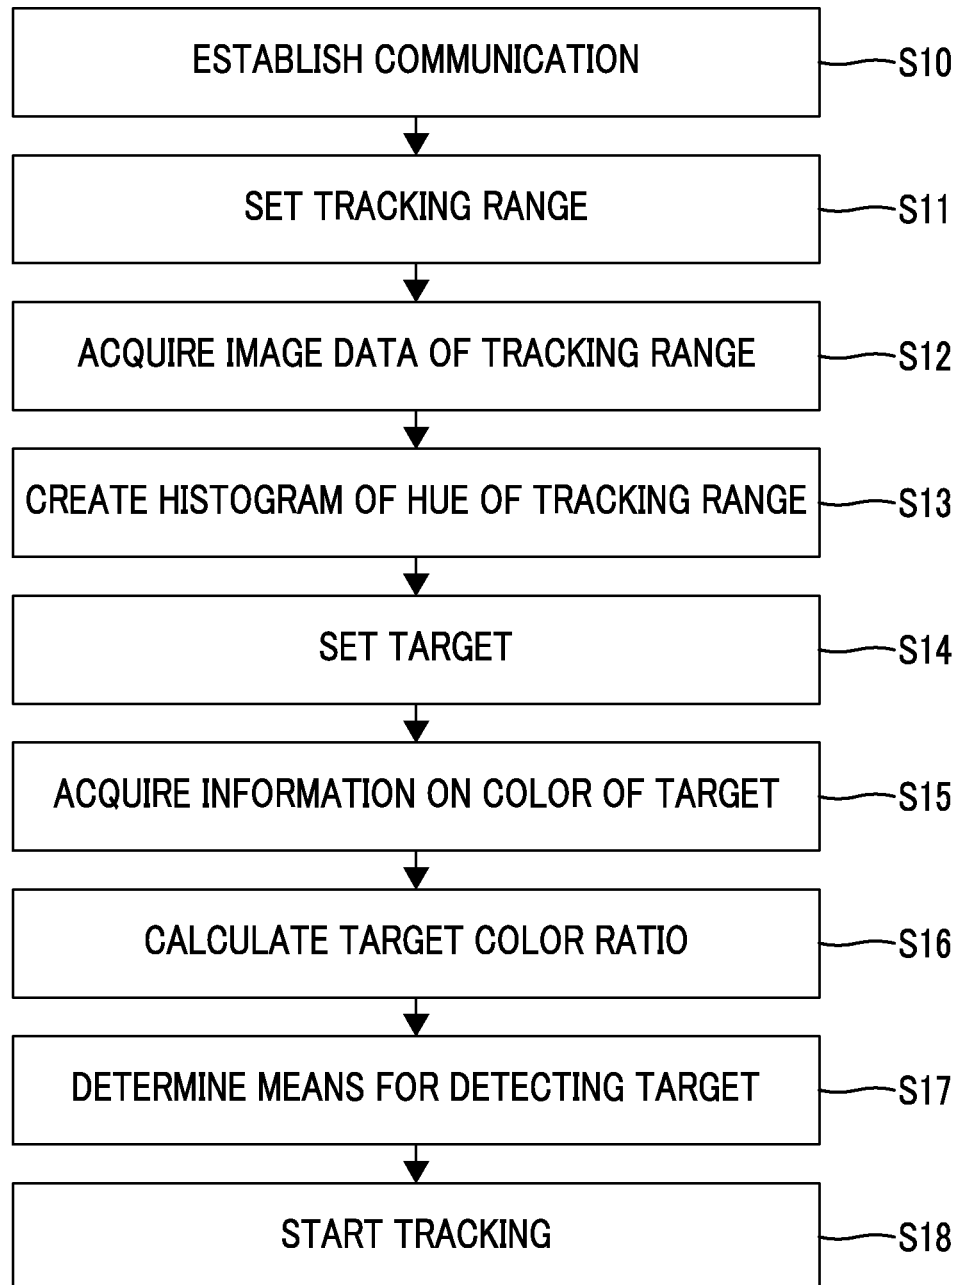 ESTABLISH COMMUNICATION S10
SET TRACKING RANGE S11
ACQUIRE IMAGE DATA OF TRACKING RANGE S12
CREATE HISTOGRAM OF HUE OF TRACKING RANGE S13
SET TARGET S14
ACQUIRE INFORMATION ON COLOR OF TARGET S15
CALCULATE TARGET COLOR RATIO S16
DETERMINE MEANS FOR DETECTING TARGET S17
START TRACKING S18